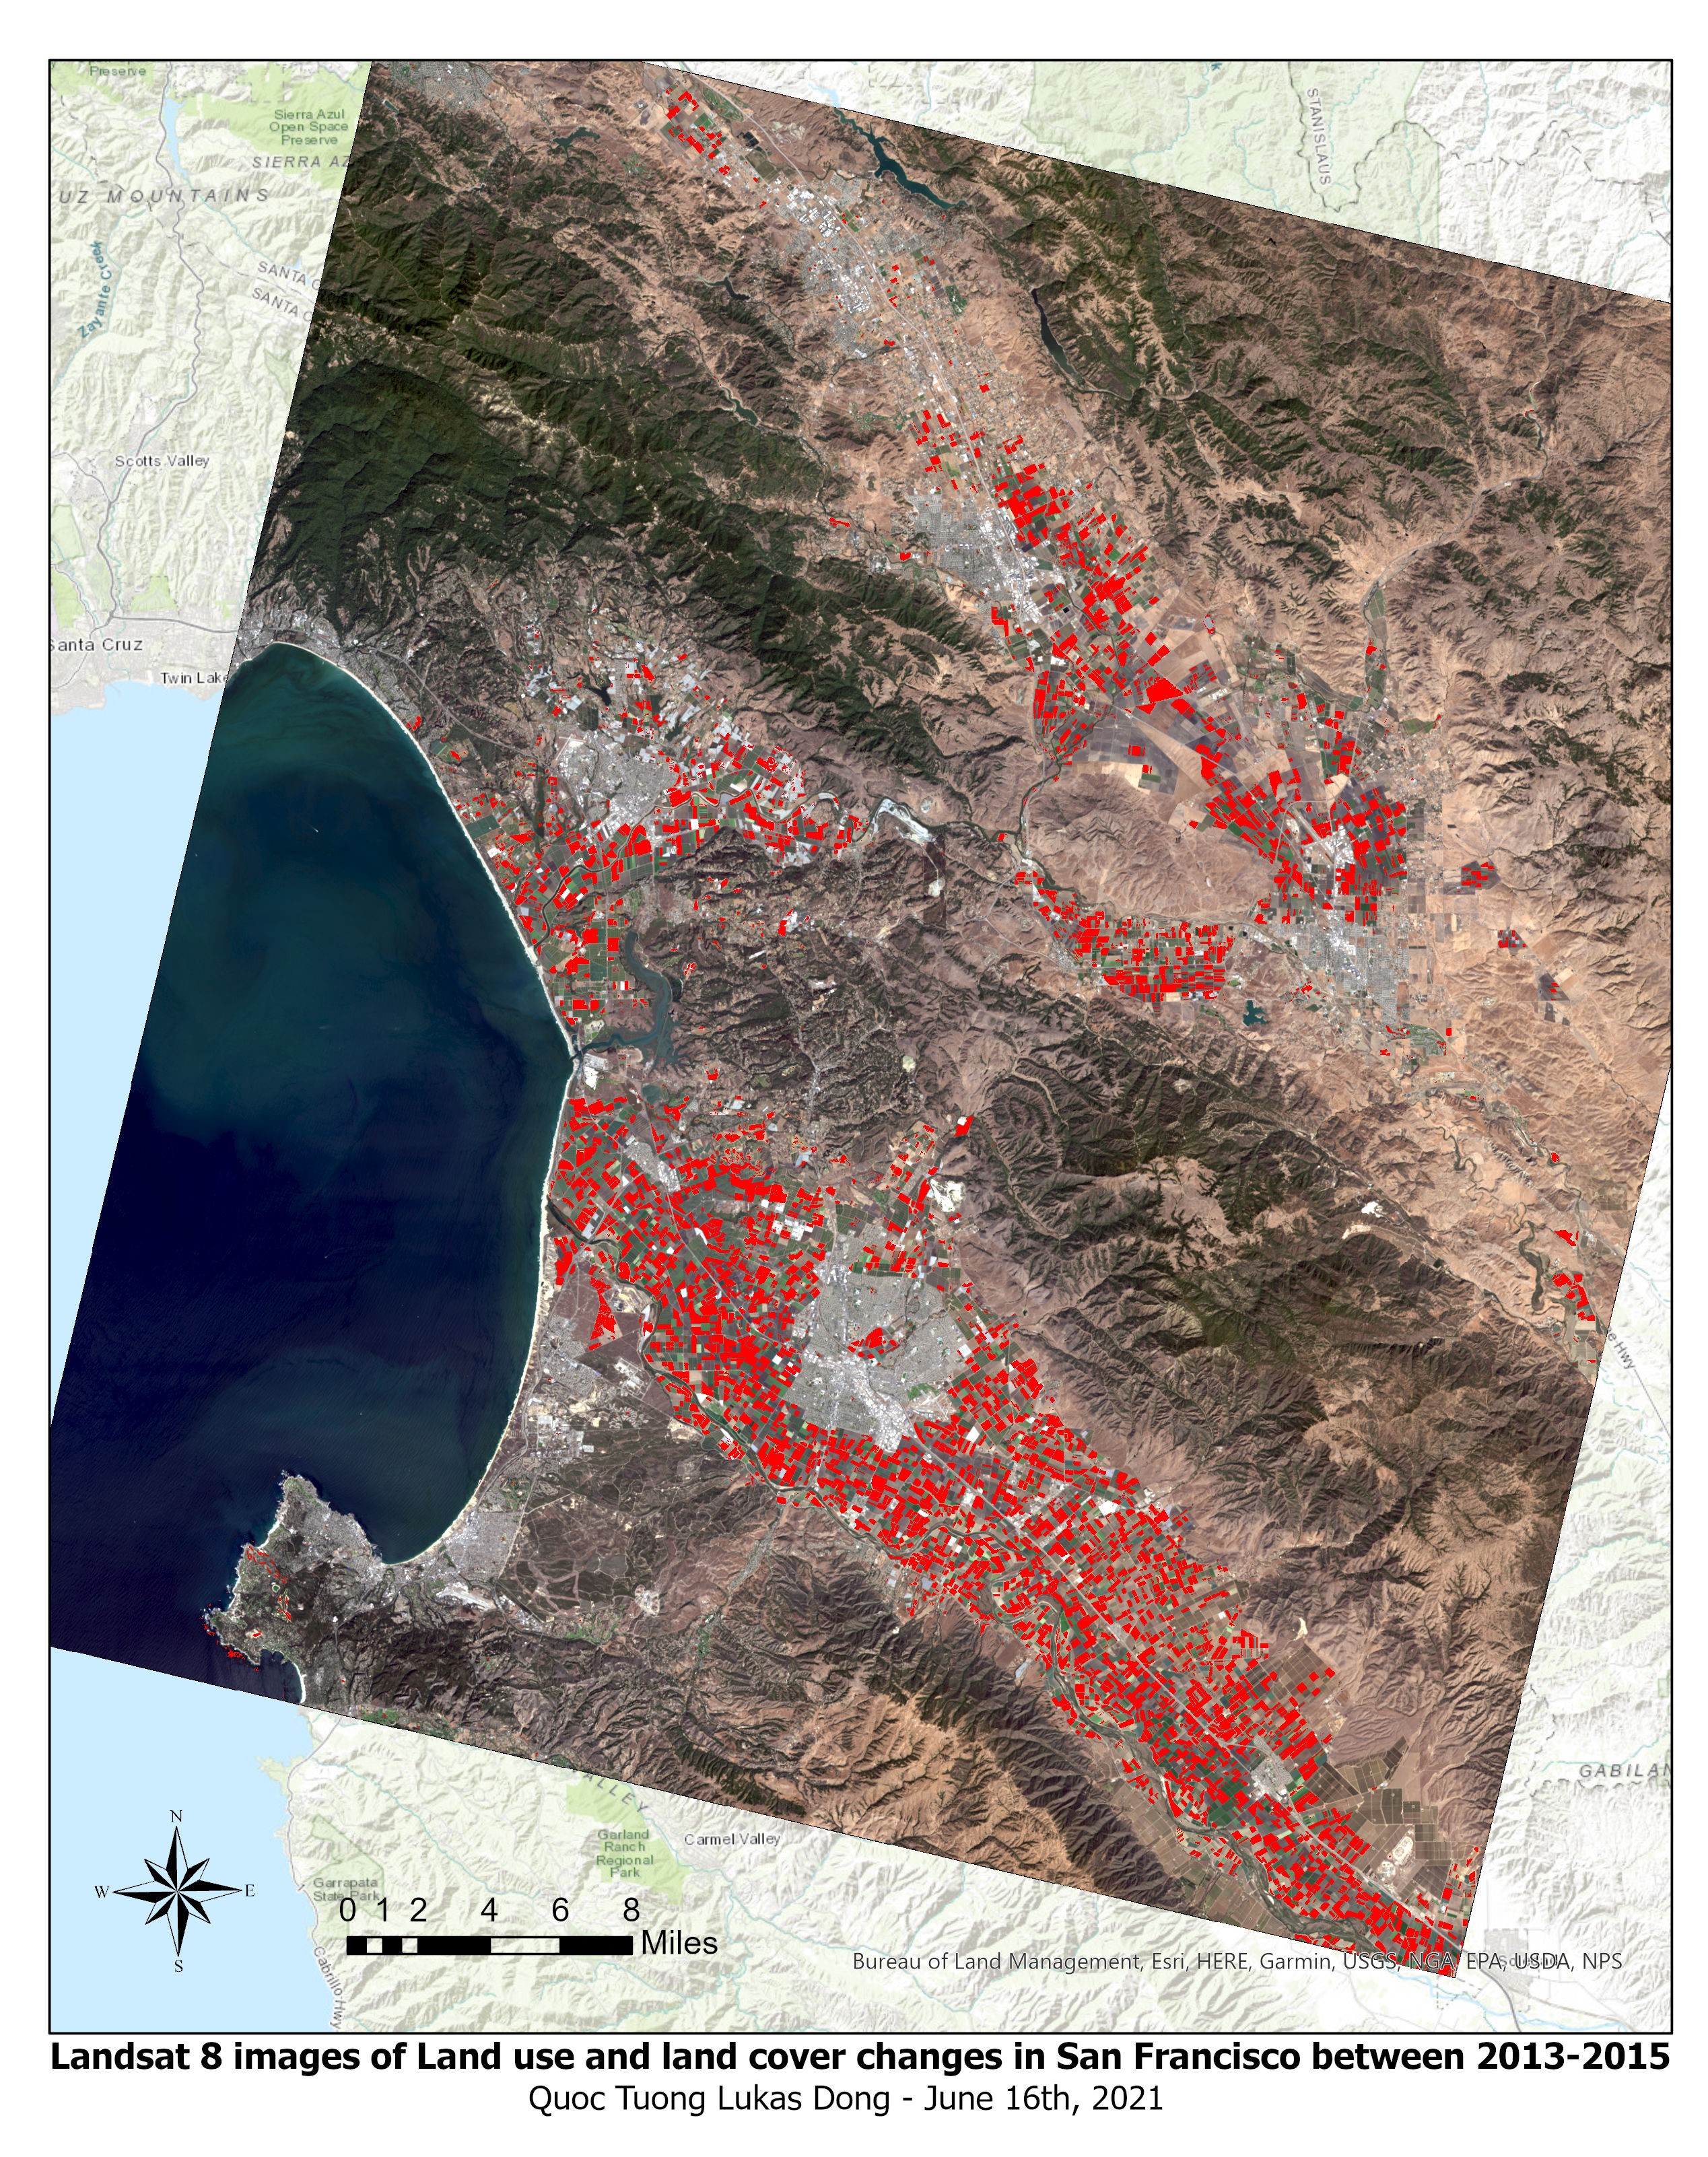 Preserve
Sierra Azul
Open Space
Preserve
SIERRA AZ
UZ MOUNTAINS
STANISLAUS
Zayante Creek
SANTA C
SANTA C
Scotts Valley
Santa Cruz
Twin Lake
e Hwy
GABILAN
ALLEY
Garland
Ranch
Regional
Park
Carmel Valley
Garrapata
State Park
Cabrillo Hwy
N
W E
S
0 1 2 4 6 8
Miles
Bureau of Land Management, Esri, HERE, Garmin, USGS, NGA, EPA, USDA, NPS
Landsat 8 images of Land use and land cover changes in San Francisco between 2013-2015
Quoc Tuong Lukas Dong - June 16th, 2021